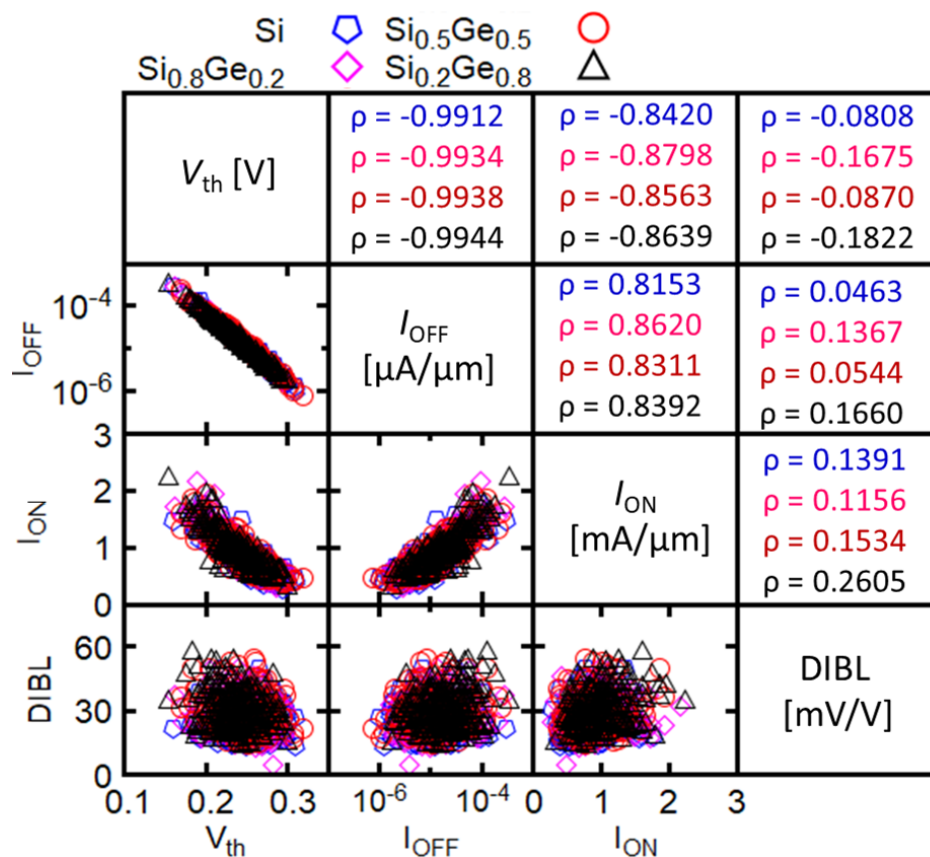 Si Si0.5Ge0.5
Si0.8Ge0.2 Si0.2Ge0.8
Vth [V]
ρ = -0.9912
ρ = -0.9934
ρ = -0.9938
ρ = -0.9944
ρ = -0.8420
ρ = -0.8798
ρ = -0.8563
ρ = -0.8639
ρ = -0.0808
ρ = -0.1675
ρ = -0.0870
ρ = -0.1822
IOFF
10-4
10-6
IOFF
[μA/μm]
ρ = 0.8153
ρ = 0.8620
ρ = 0.8311
ρ = 0.8392
ρ = 0.0463
ρ = 0.1367
ρ = 0.0544
ρ = 0.1660
ION
3
2
1
0
ION
[mA/μm]
ρ = 0.1391
ρ = 0.1156
ρ = 0.1534
ρ = 0.2605
DIBL
60
30
0
DIBL
[mV/V]
0.1 0.2 0.3 10-6 10-4 0 1 2 3
Vth IOFF ION